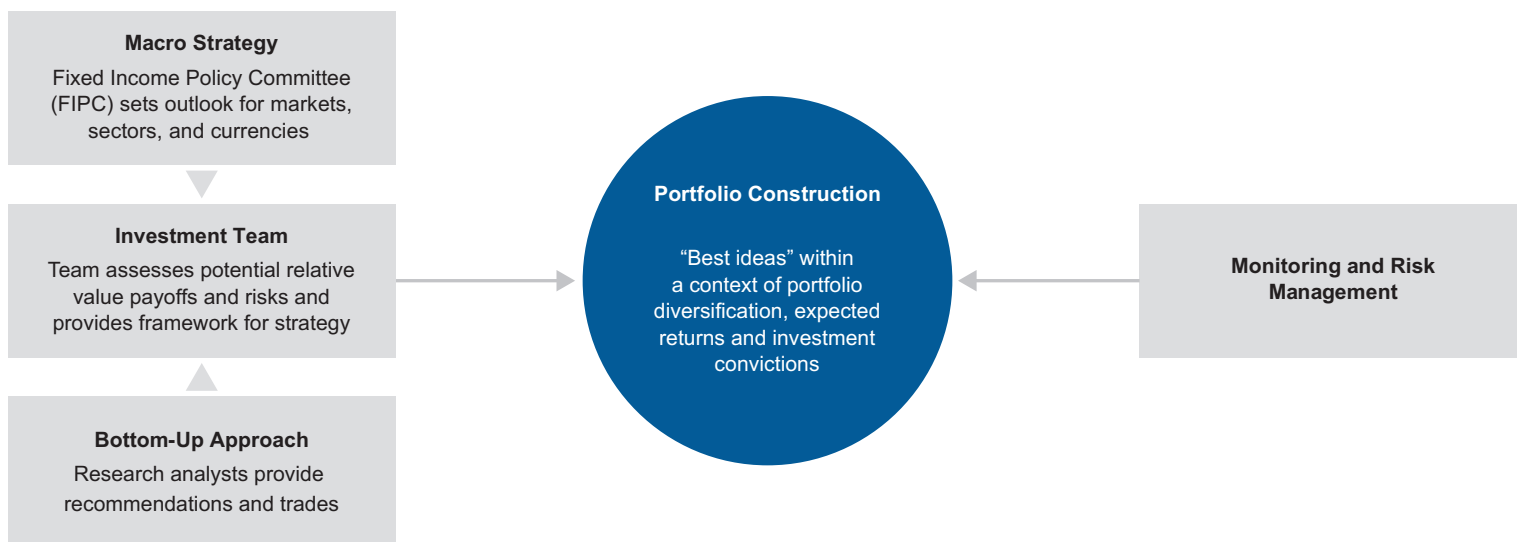 Macro Strategy
Fixed Income Policy Committee
(FIPC) sets outlook for markets,
sectors, and currencies
Investment Team
Team assesses potential relative
value payoffs and risks and
provides framework for strategy
Bottom-Up Approach
Research analysts provide
recommendations and trades
Portfolio Construction
“Best ideas” within
a context of portfolio
diversification, expected
returns and investment
convictions
Monitoring and Risk
Management